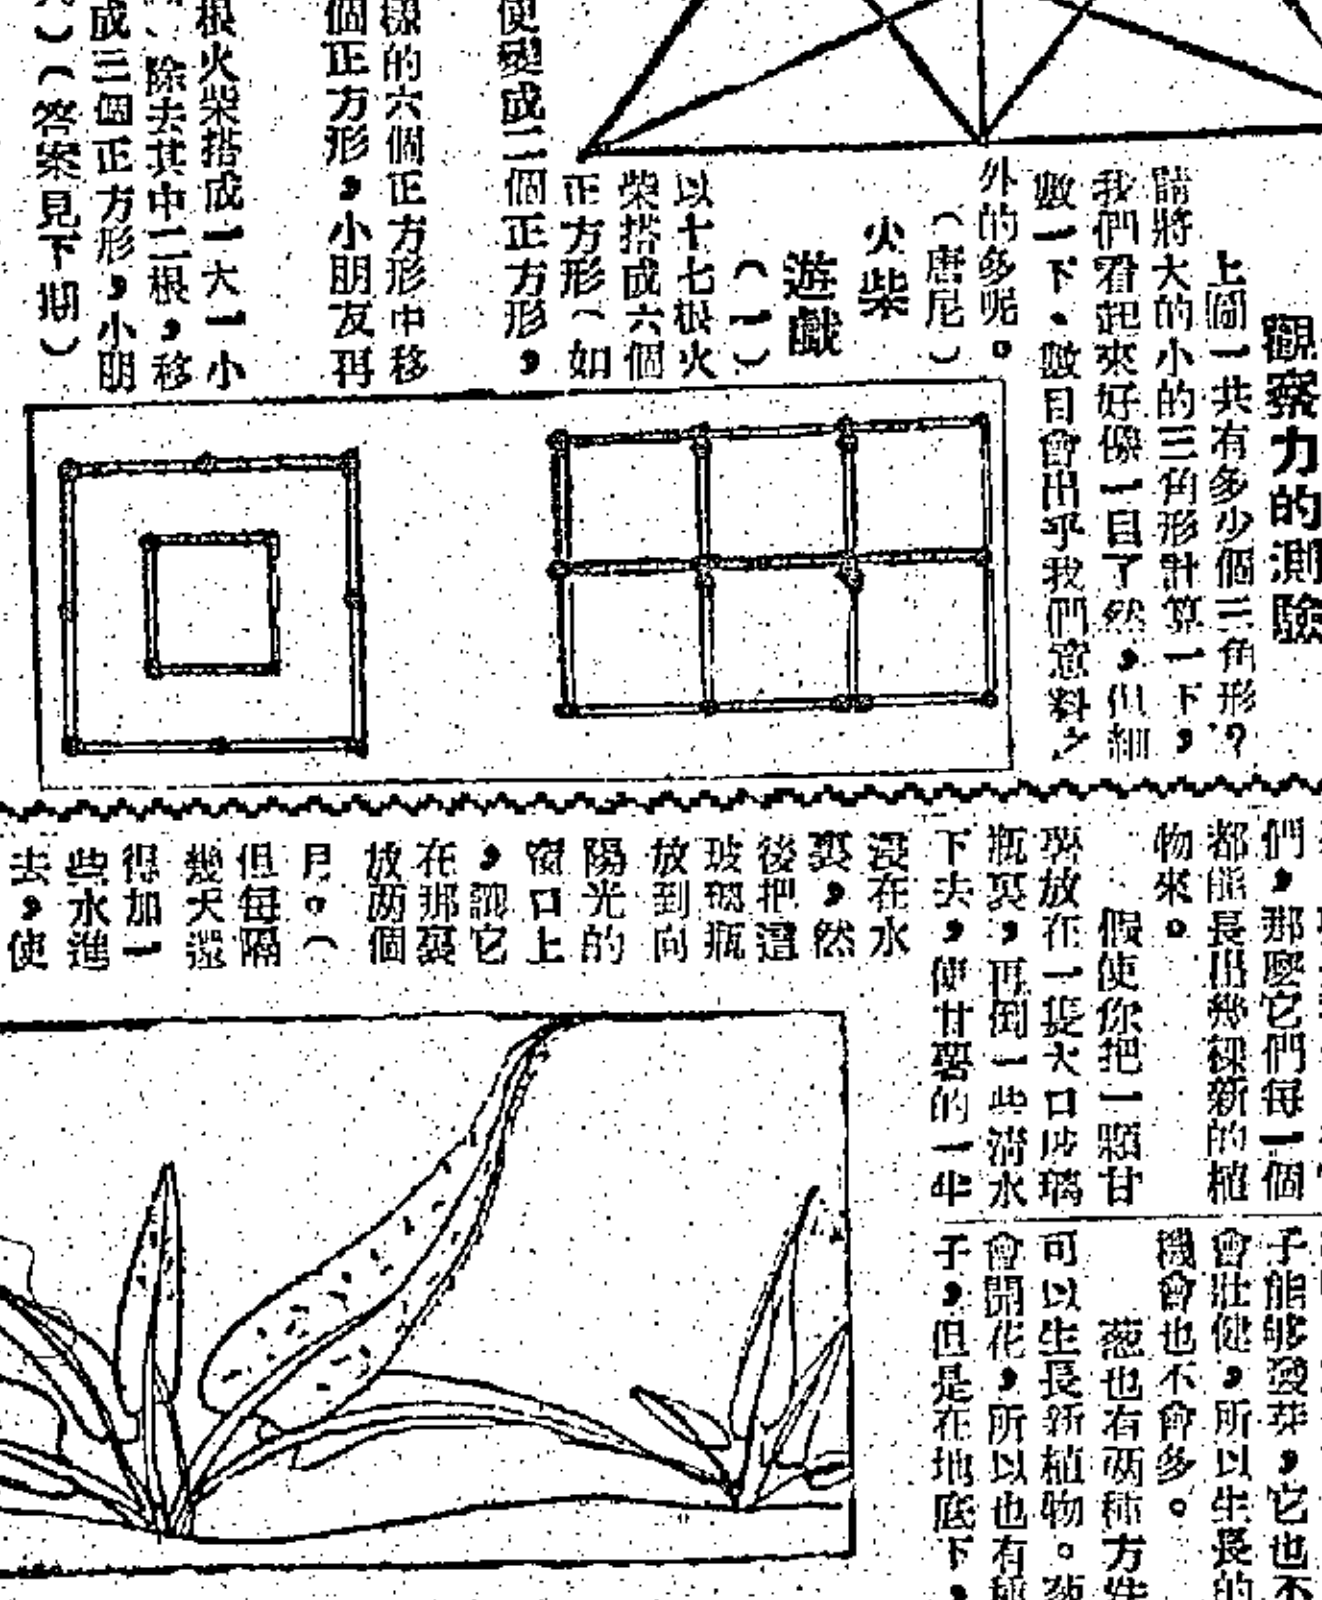 觀察力的測驗
上圖一共有多少個三角形？
請將大的小的三角形計算一下，
我們看起來好像一目了然，但細
數一下、數目會出乎我們意料之
外的多呢。
（唐尼）
火柴
遊戲
（一）
以十七根火
柴搭成六個
正方形（如
便變成二個正方形，
樣的六個正方形中移
個正方形，小朋友再
根火柴搭成一大一小
、除去其中二根，移
成三個正方形，小朋
）（答案見下期）
們，那麼它們每一個
都能長出幾棵新的植
物來。
假使你把一顆甘
薯放在一隻大口玻璃
瓶裏，再倒一些清水
下去，使甘薯的一半
浸在水
裏，然
後把這
玻璃瓶
放到向
陽光的
窗口上
，讓它
在那裏
放两個
月。（
但每隔
幾天還
得加一
些水進
去，使
子能够發芽，它也不
會壯健，所以生長的
機會也不會多。
葱也有两種方法
可以生長新植物。葱
會開花，所以也有種
子，但是在地底下，